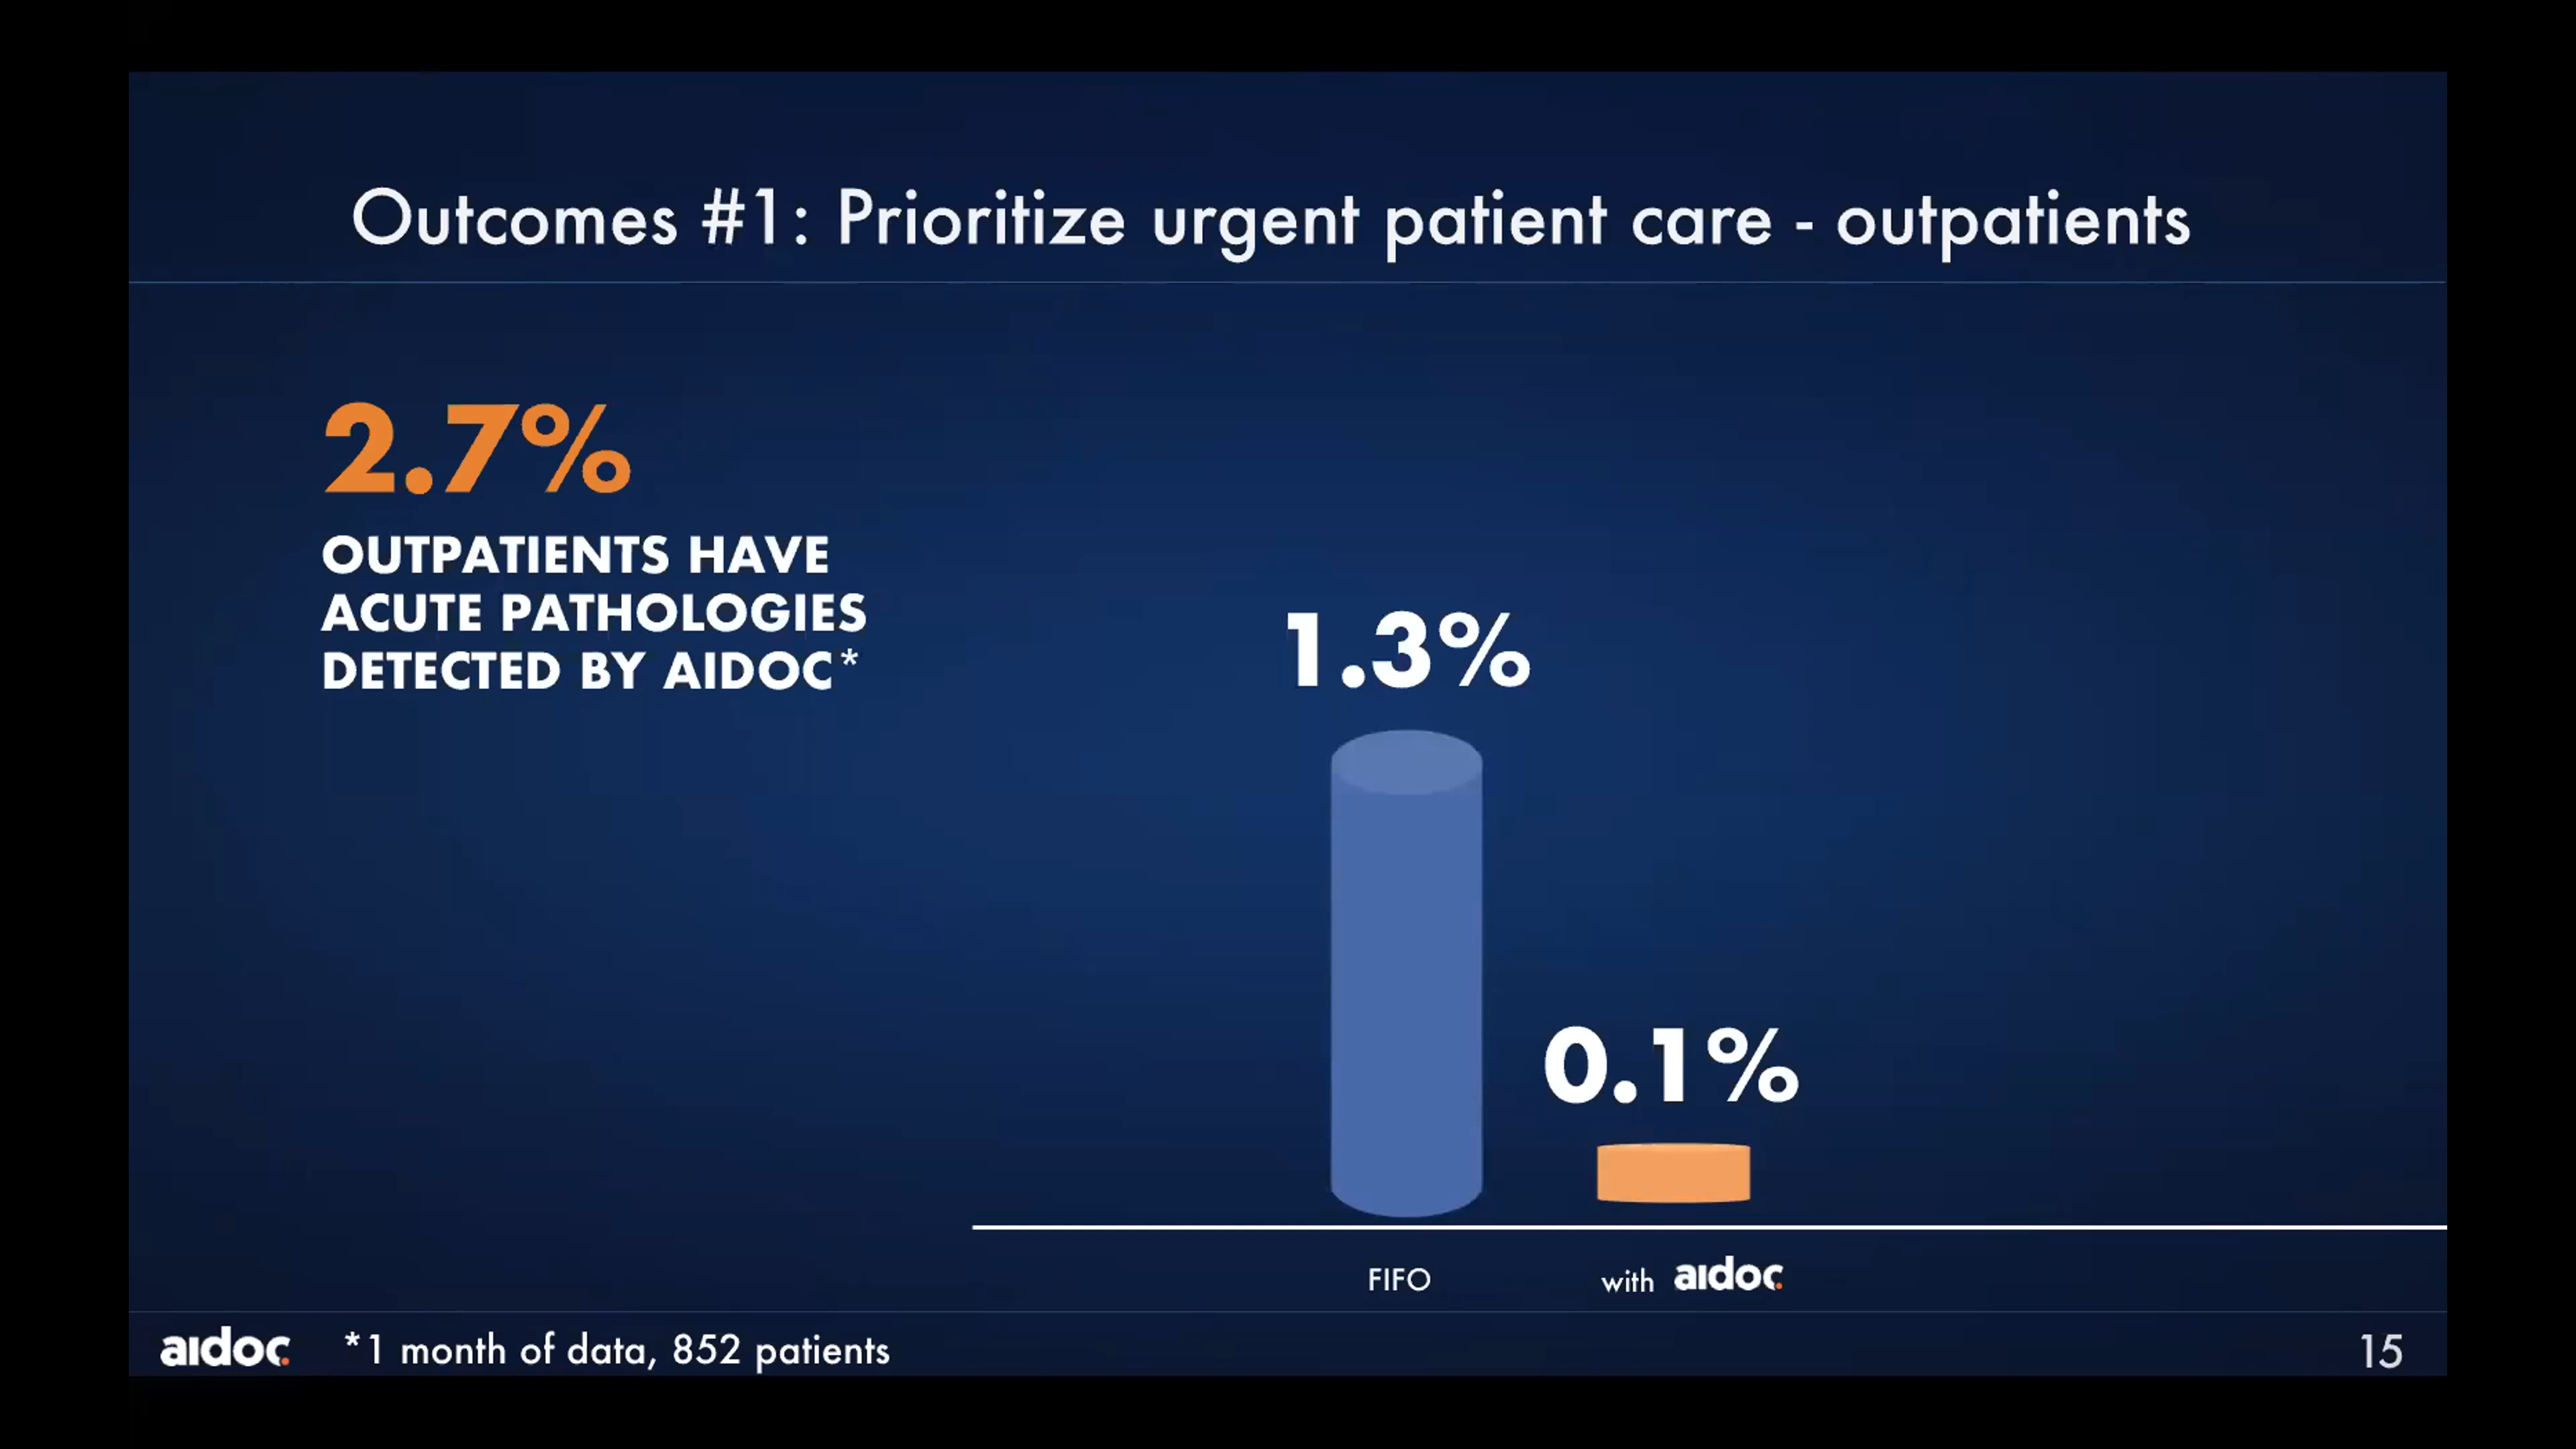 Outcomes #1: Prioritize urgent patient care - outpatients
2.7%
OUTPATIENTS HAVE
ACUTE PATHOLOGIES
DETECTED BY AIDOC*
1.3%
0.1%
FIFO
with aidoc.
aidoc.
*1 month of data, 852 patients
15